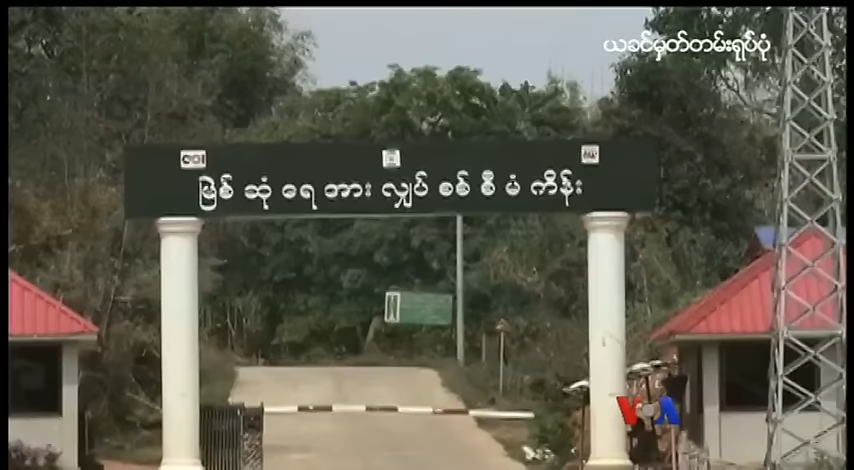 ယခင်မှတ်တမ်းရုပ်ပုံ
မြစ်ဆုံရေအားလျှပ်စစ်စီမံကိန်း
VOA